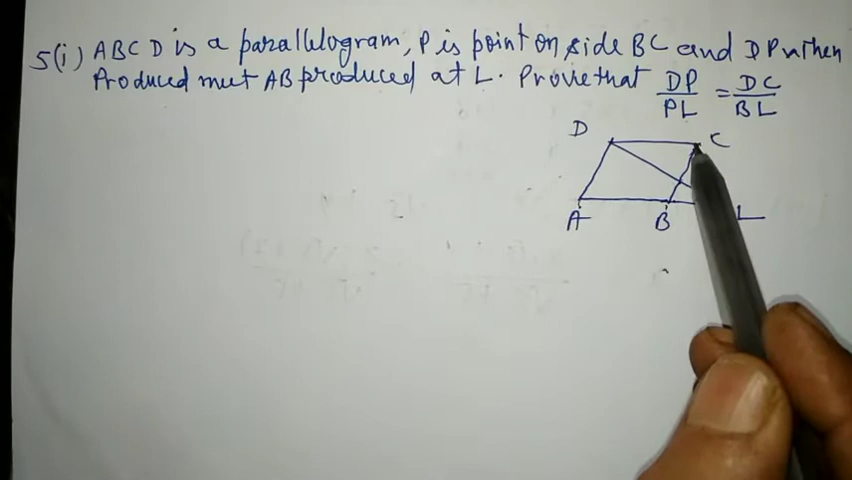 5(i) ABCD is a parallelogram, P is point on side BC and DP when
Produced meet AB produced at L. Prove that DP/PL = DC/BL
D C
A B L